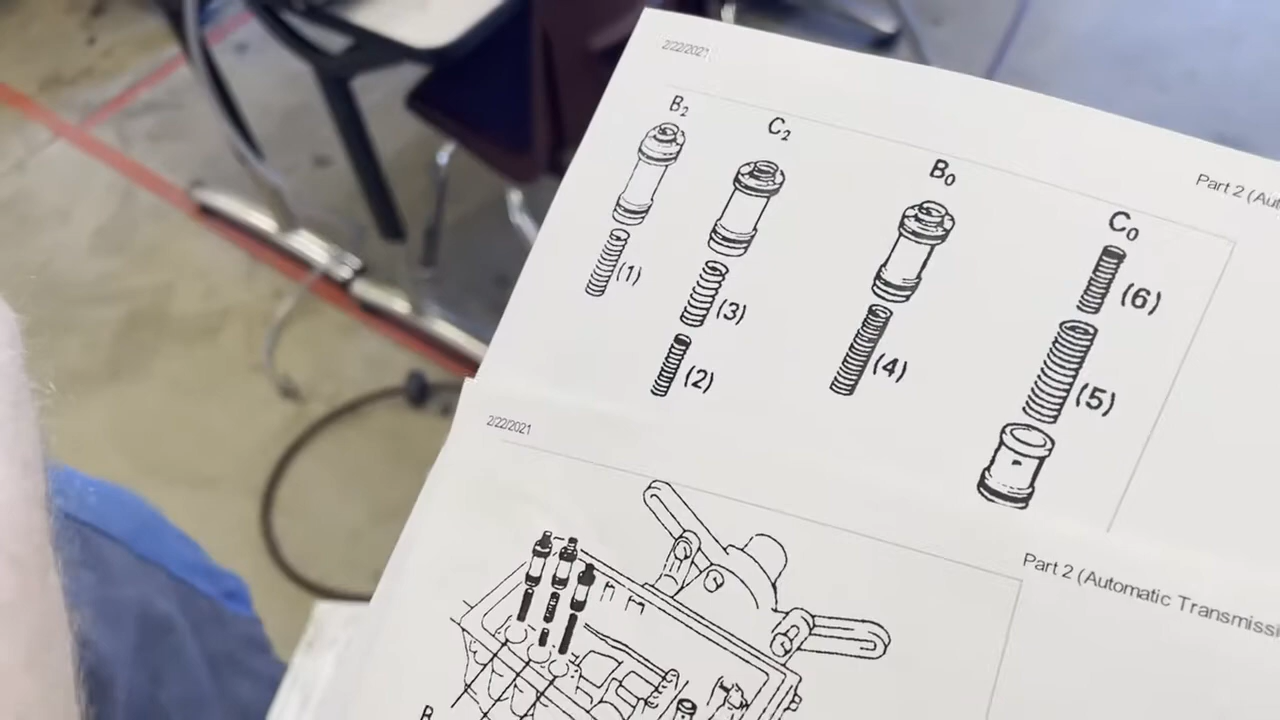 2/22/2021
B₂
C₂
B₀
C₀
Part 2 (Aut
(1)
(3)
(2)
(4)
(6)
(5)
2/22/2021
Part 2 (Automatic Transmissi
B